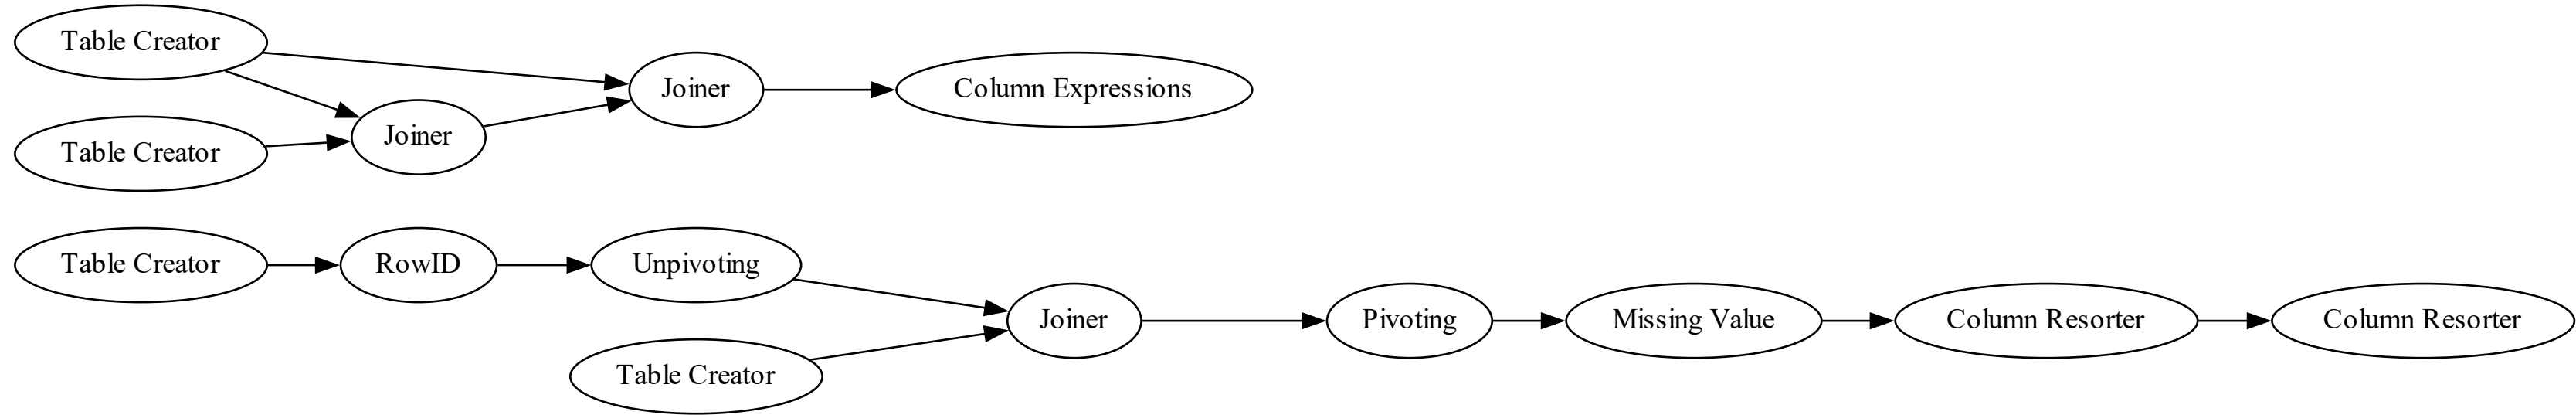 Table Creator
Joiner
Column Expressions
Joiner
Table Creator
Table Creator
RowID
Unpivoting
Joiner
Pivoting
Missing Value
Column Resorter
Column Resorter
Table Creator